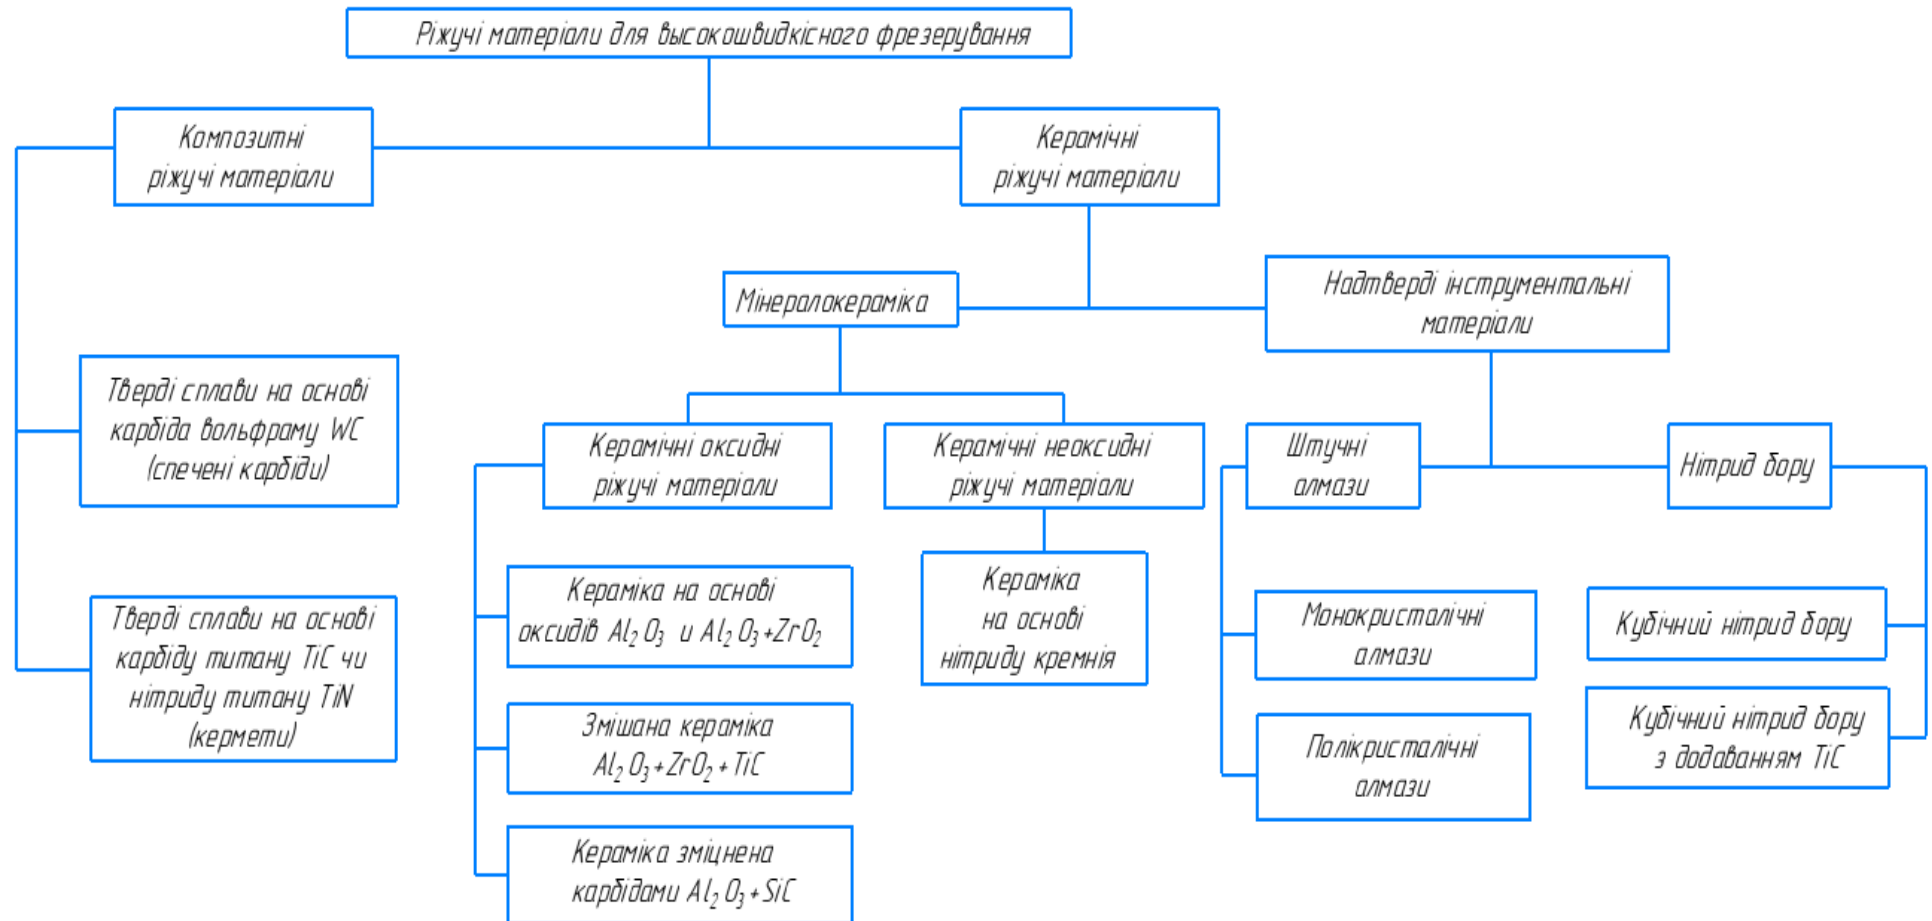 Ріжучі матеріали для высокошвидкісного фрезерування
Композитні
ріжучі матеріали
Керамічні
ріжучі матеріали
Мінералокераміка
Надтверді інструментальні
матеріали
Тверді сплави на основі
карбіда вольфраму WC
(спечені карбіди)
Тверді сплави на основі
карбіду титану TiC чи
нітриду титану TiN
(кермети)
Керамічні оксидні
ріжучі матеріали
Керамічні неоксидні
ріжучі матеріали
Штучні
алмази
Нітрид бору
Кераміка на основі
оксидів Al₂O₃ и Al₂O₃+ZrO₂
Змішана кераміка
Al₂O₃+ZrO₂+TiC
Кераміка зміцнена
карбідами Al₂O₃+SiC
Кераміка
на основі
нітриду кремнія
Монокристалічні
алмази
Полікристалічні
алмази
Кубічний нітрид бору
Кубічний нітрид бору
з додаванням TiC